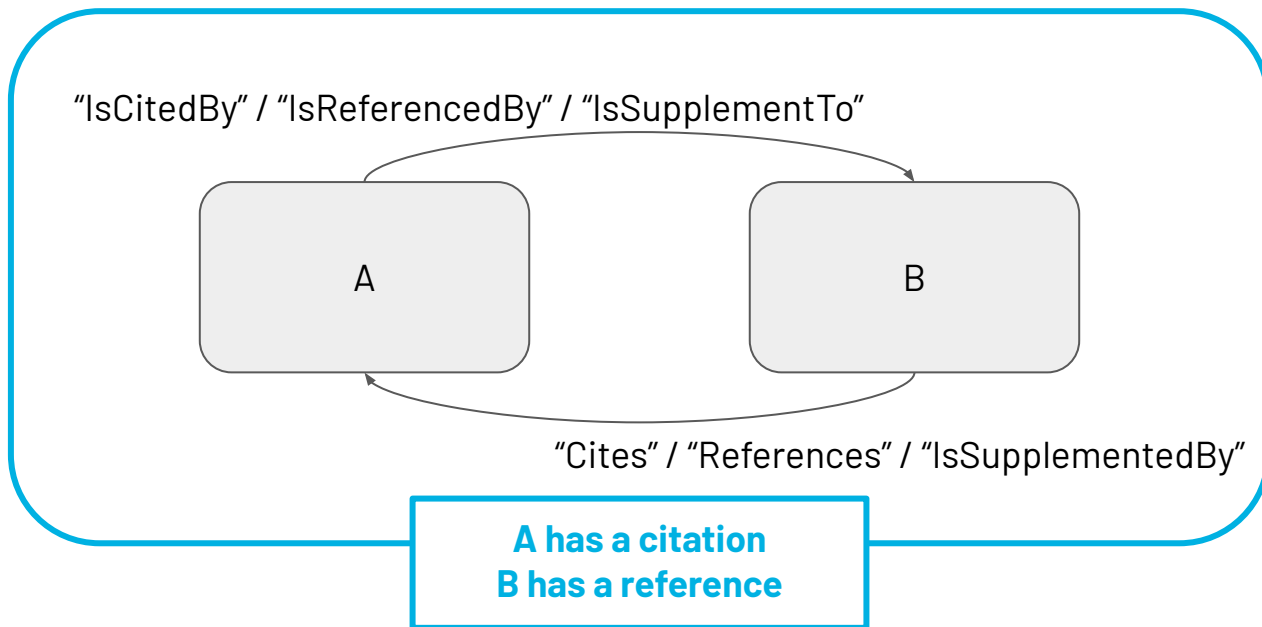 “IsCitedBy” / “IsReferencedBy” / “IsSupplementTo”
A
B
“Cites” / “References” / “IsSupplementedBy”
A has a citation
B has a reference